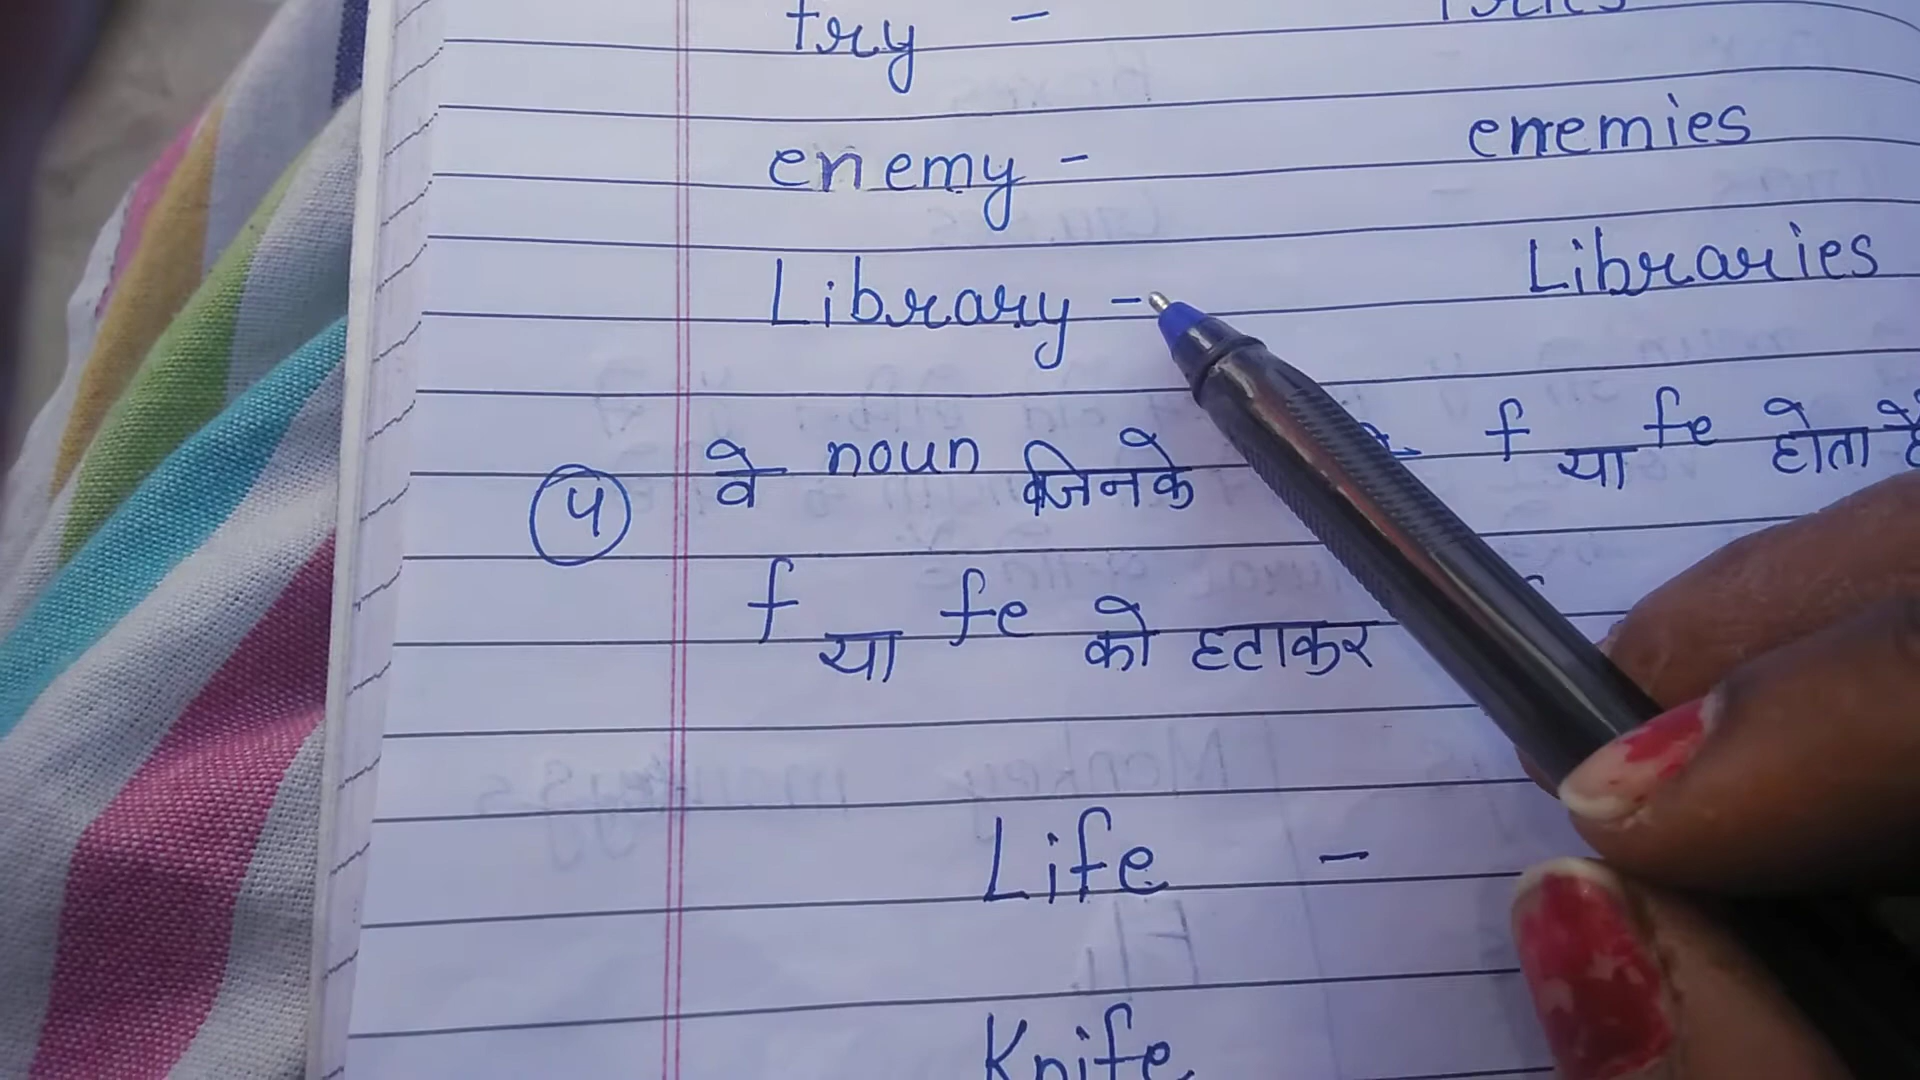 try -
enemy - enemies
Library - Libraries
4 वे noun जिनके f या fe होता है
f या fe को हटाकर
Life -
Knife